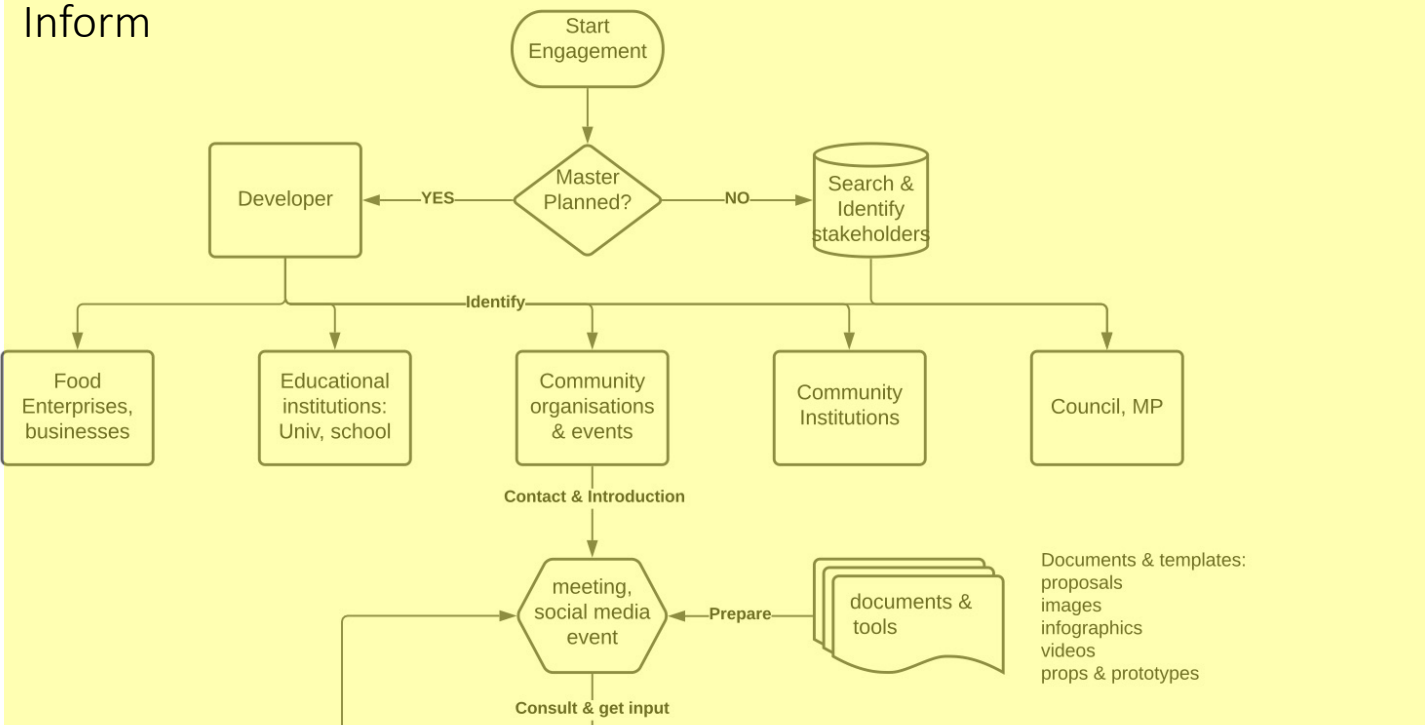 Inform
Start
Engagement
Master
Planned?
Developer
YES
NO
Search &
Identify
stakeholders
Identify
Food
Enterprises,
businesses
Educational
institutions:
Univ, school
Community
organisations
& events
Community
Institutions
Council, MP
Contact & Introduction
meeting,
social media
event
Prepare
documents &
tools
Documents & templates:
proposals
images
infographics
videos
props & prototypes
Consult & get input